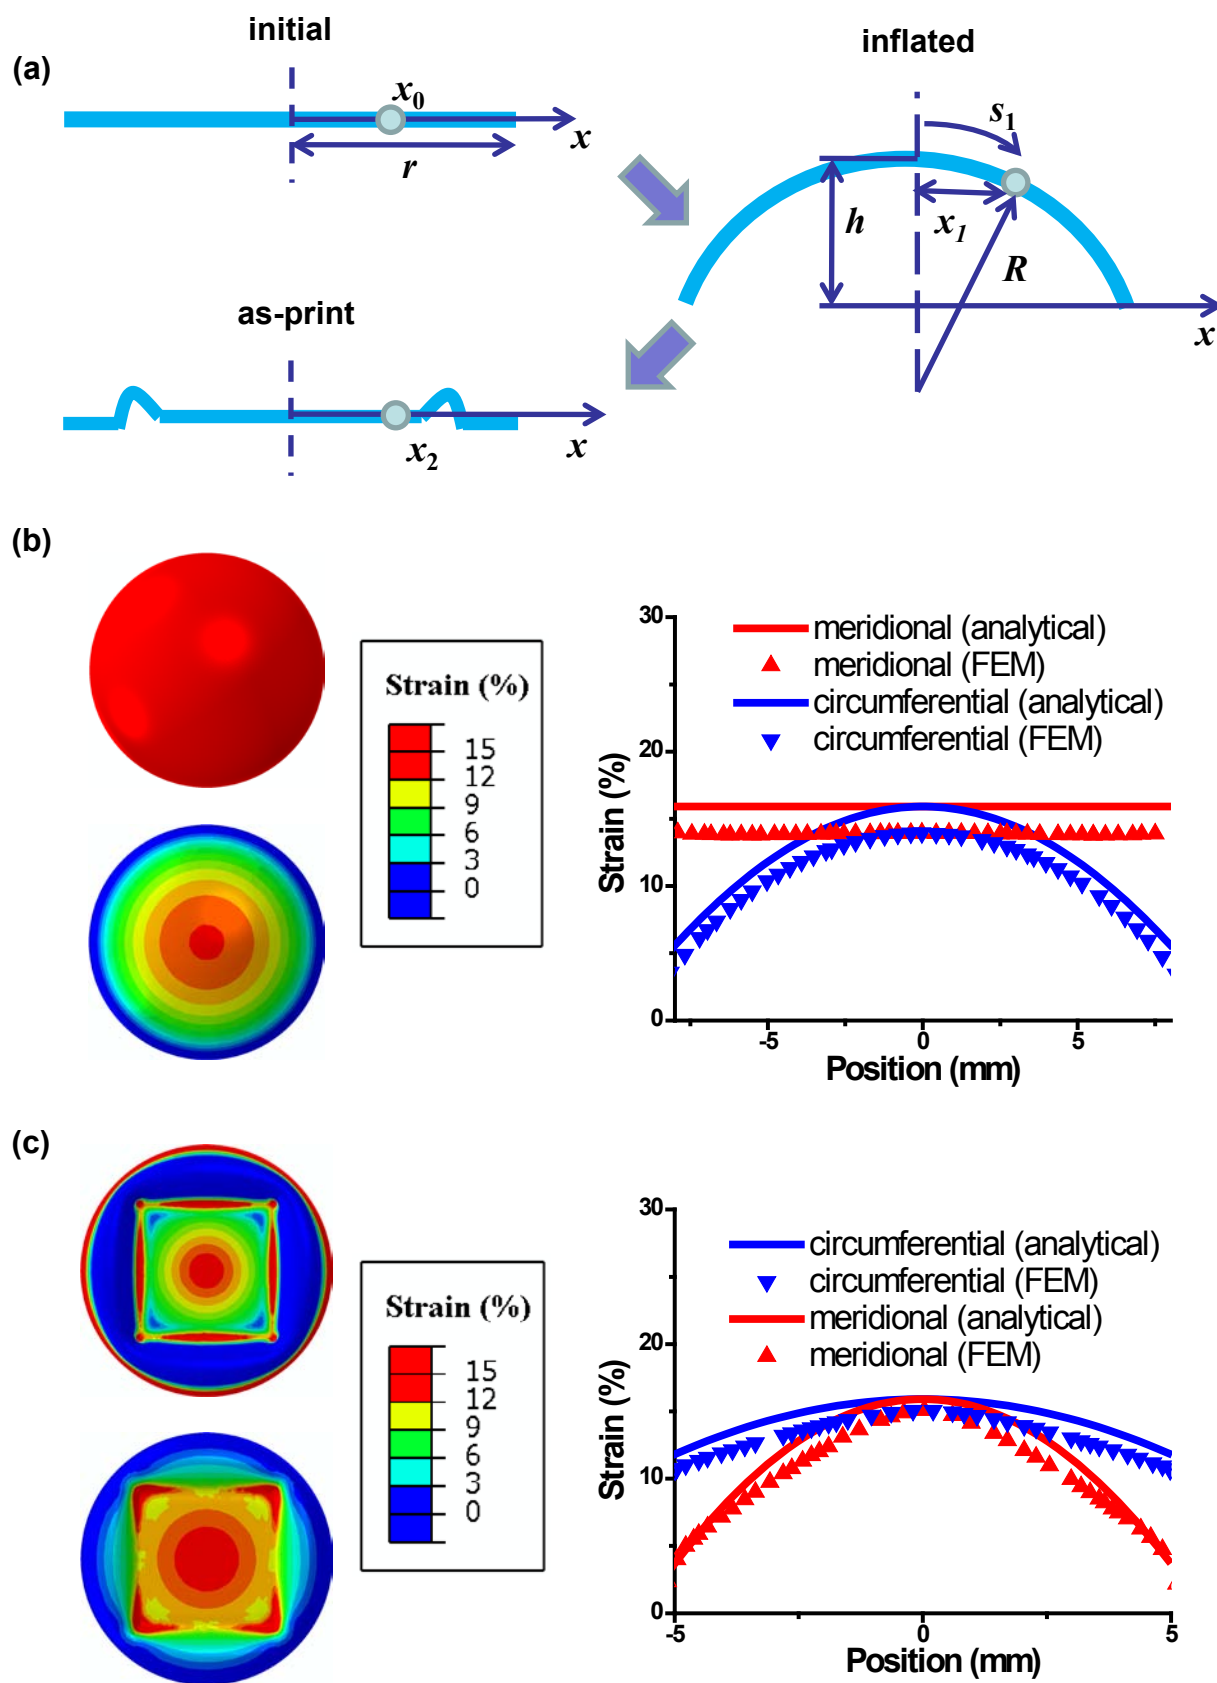 initial
inflated
(a)
x0
x
r
s1
h
x1
R
x
as-print
x2
x
(b)
Strain (%)
15
12
9
6
3
0
30
20
10
0
Strain (%)
meridional (analytical)
meridional (FEM)
circumferential (analytical)
circumferential (FEM)
-5
0
5
Position (mm)
(c)
Strain (%)
15
12
9
6
3
0
30
20
10
0
Strain (%)
circumferential (analytical)
circumferential (FEM)
meridional (analytical)
meridional (FEM)
-5
0
5
Position (mm)